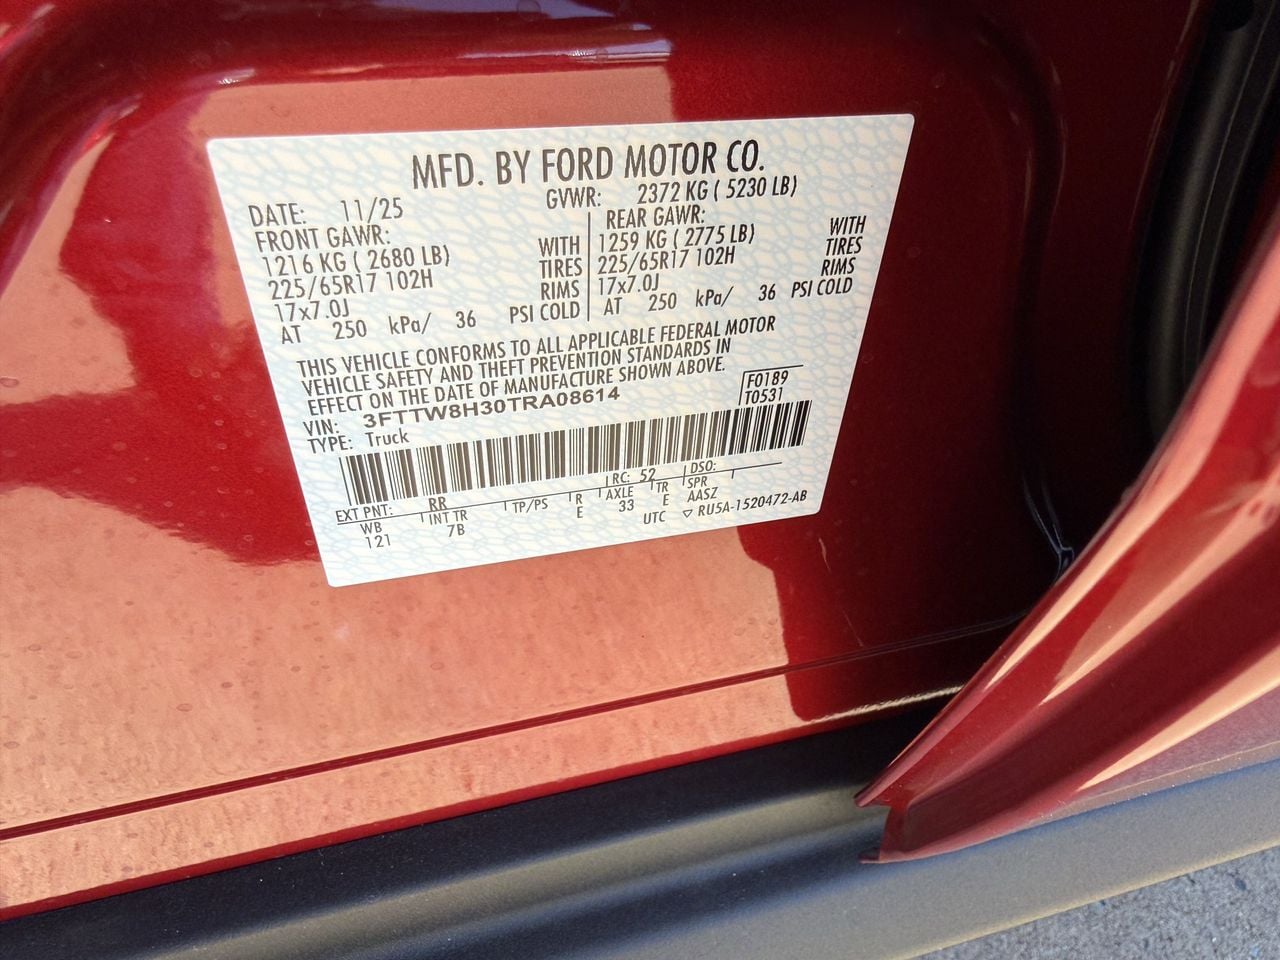 MFD. BY FORD MOTOR CO.
DATE: 11/25 GVWR: 2372 KG ( 5230 LB)
FRONT GAWR: REAR GAWR:
1216 KG ( 2680 LB) WITH 1259 KG ( 2775 LB) WITH
225/65R17 102H TIRES 225/65R17 102H TIRES
17x7.0J RIMS 17x7.0J RIMS
AT 250 kPa/ 36 PSI COLD AT 250 kPa/ 36 PSI COLD
THIS VEHICLE CONFORMS TO ALL APPLICABLE FEDERAL MOTOR
VEHICLE SAFETY AND THEFT PREVENTION STANDARDS IN
EFFECT ON THE DATE OF MANUFACTURE SHOWN ABOVE.
F0189
VIN: 3FTTW8H30TRA08614 T0531
TYPE: Truck
EXT PNT: RR RC: 52 DSO:
WB INT TR TP/PS R AXLE TR SPR
121 7B E 33 E AASZ
UTC ▽ RU5A-1520472-AB